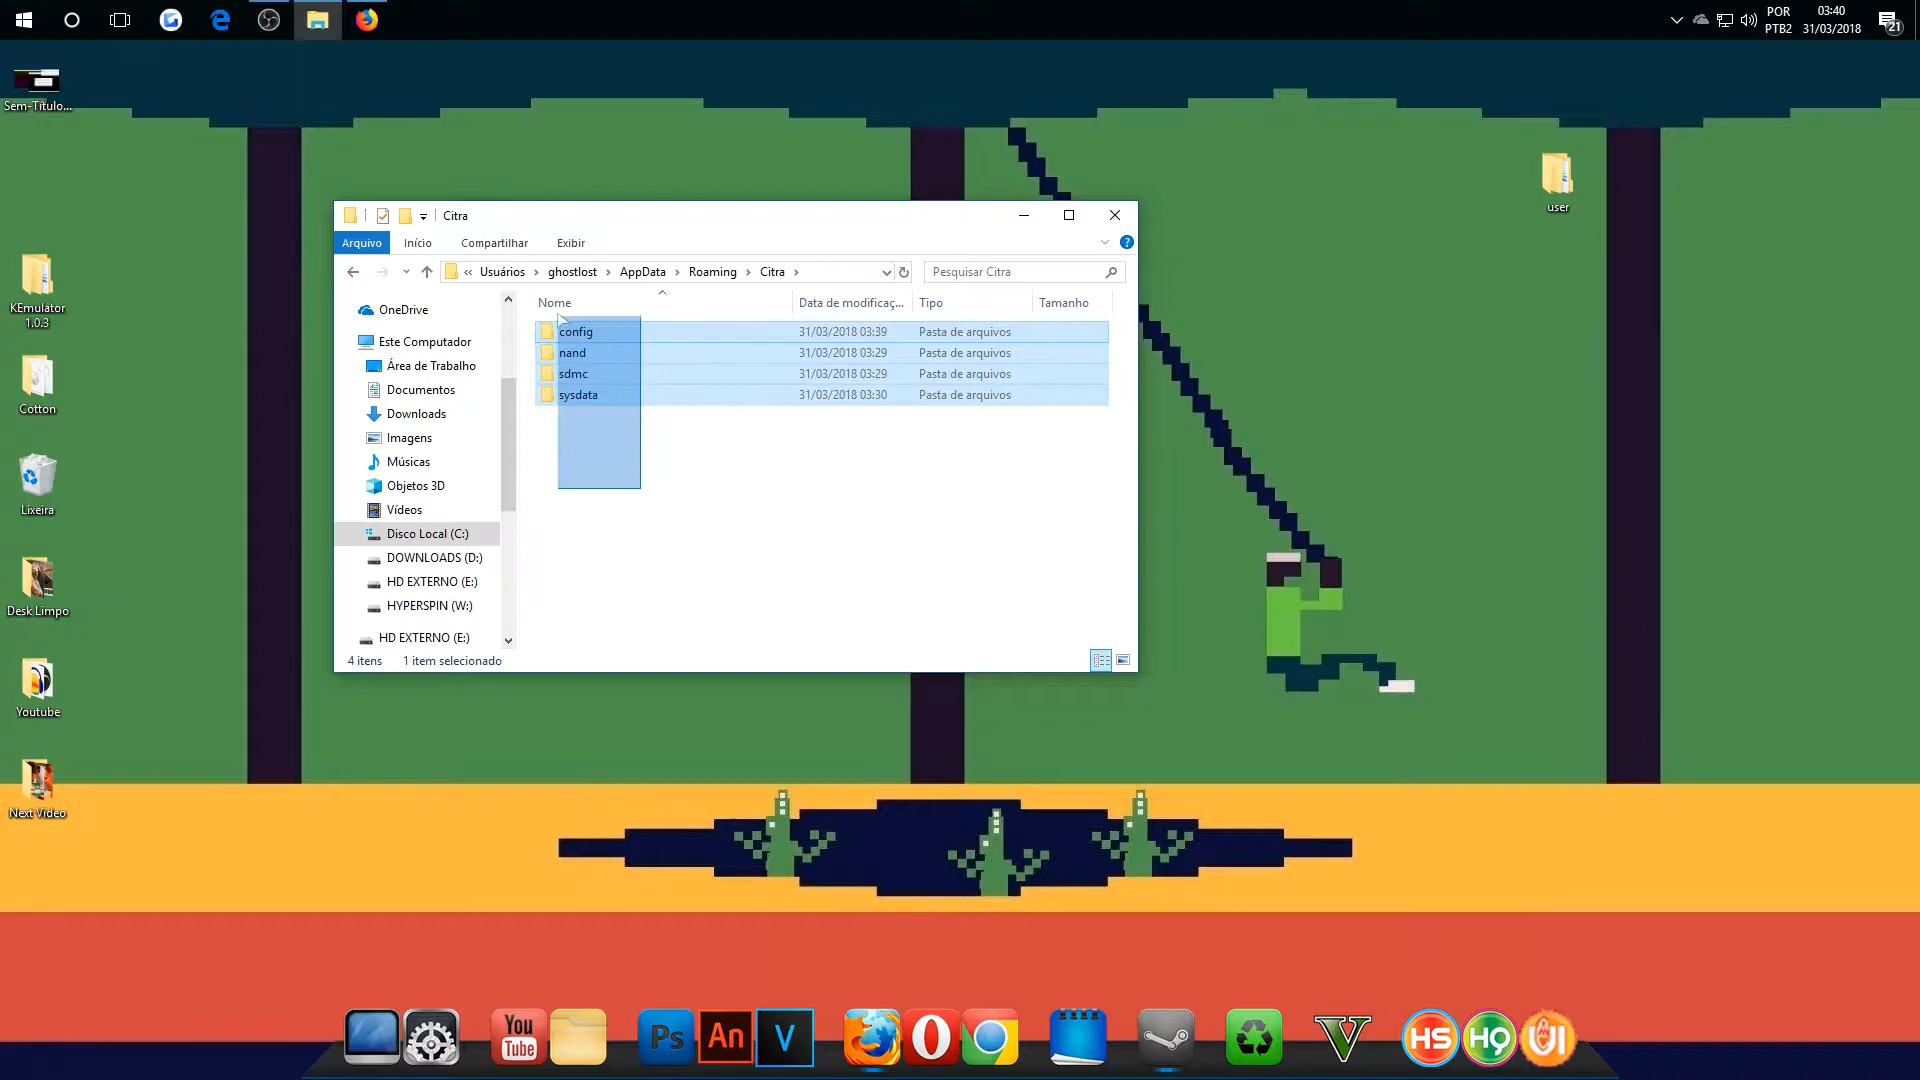 POR
PTB2
03:40
31/03/2018
21
Sem-Título...
user
KEmulator
1.0.3
Cotton
Lixeira
Desk Limpo
Youtube
Next Vídeo
Citra
Arquivo Início Compartilhar Exibir
« Usuários > ghostlost > AppData > Roaming > Citra >
Pesquisar Citra
OneDrive
Este Computador
Área de Trabalho
Documentos
Downloads
Imagens
Músicas
Objetos 3D
Vídeos
Disco Local (C:)
DOWNLOADS (D:)
HD EXTERNO (E:)
HYPERSPIN (W:)
HD EXTERNO (E:)
Nome Data de modificaç... Tipo Tamanho
config 31/03/2018 03:39 Pasta de arquivos
nand 31/03/2018 03:29 Pasta de arquivos
sdmc 31/03/2018 03:29 Pasta de arquivos
sysdata 31/03/2018 03:30 Pasta de arquivos
4 itens 1 item selecionado
You
Tube
Ps
An
V
V
HS
H9
UI